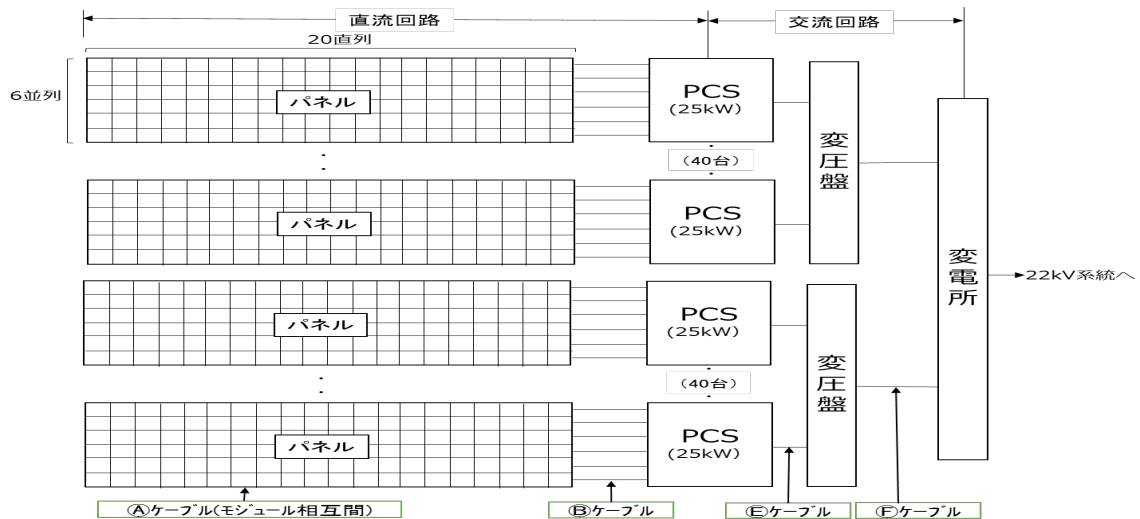 直流回路
交流回路
20直列
6並列
パネル
PCS
(25kW)
(40台)
パネル
PCS
(25kW)
変圧盤
変電所
22kV系統へ
パネル
PCS
(25kW)
(40台)
パネル
PCS
(25kW)
変圧盤
Ⓐケーブル(モジュール相互間)
Ⓑケーブル
Ⓔケーブル
Ⓕケーブル